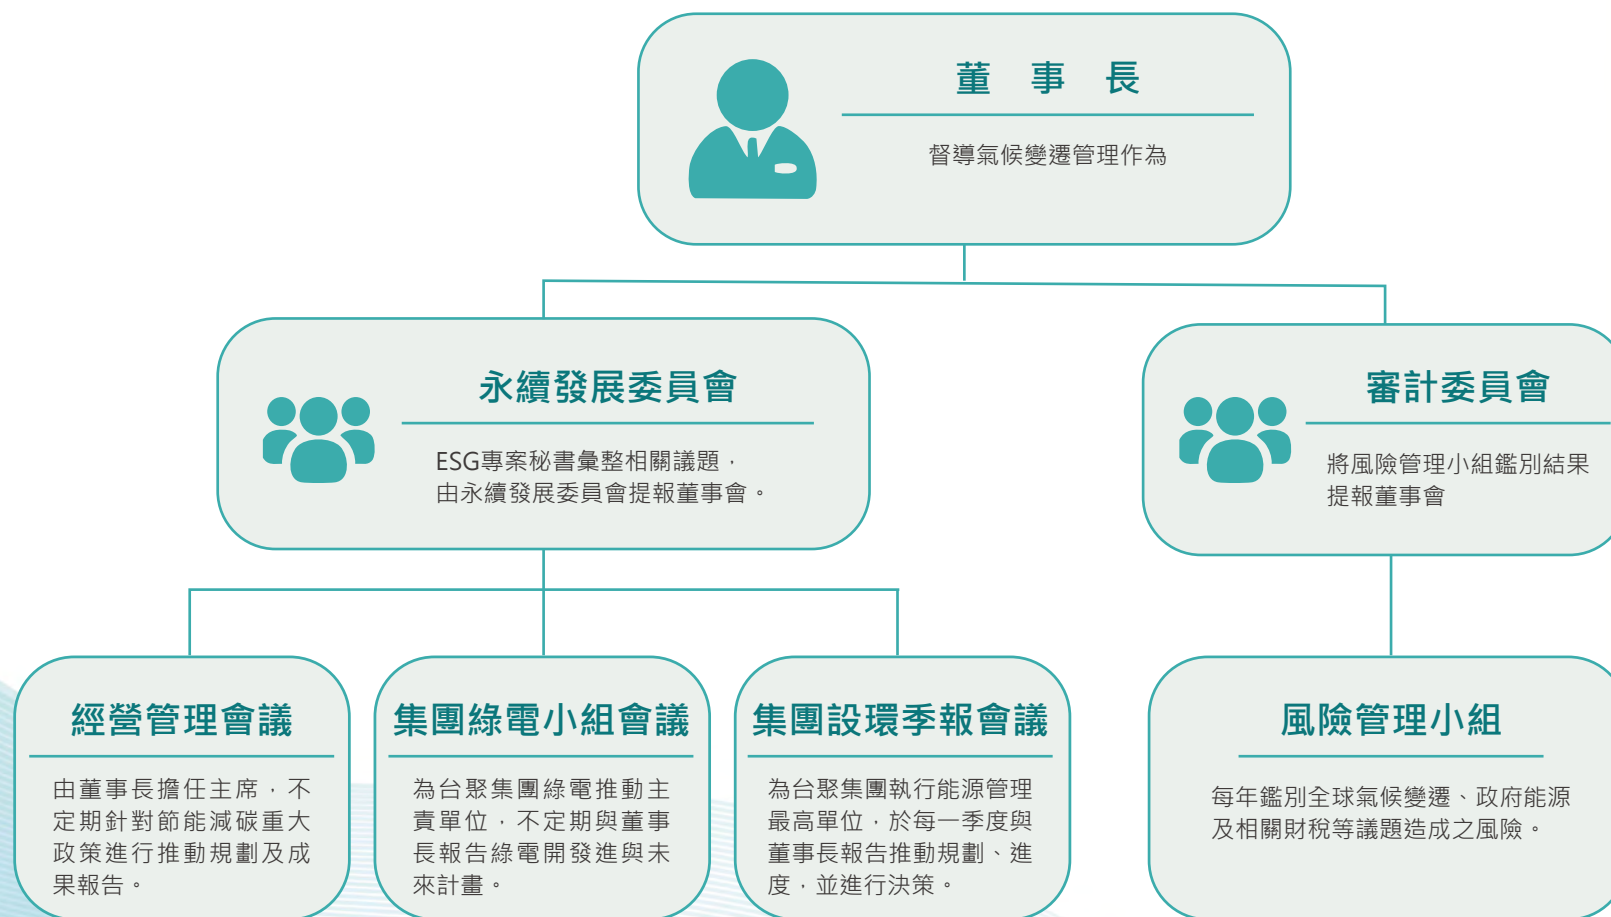 董事長
督導氣候變遷管理作為
永續發展委員會
ESG專案秘書彙整相關議題，
由永續發展委員會提報董事會。
審計委員會
將風險管理小組鑑別結果
提報董事會
經營管理會議
由董事長擔任主席，不
定期針對節能減碳重大
政策進行推動規劃及成
果報告。
集團綠電小組會議
為台聚集團綠電推動主
責單位，不定期與董事
長報告綠電開發進與未
來計畫。
集團設環季報會議
為台聚集團執行能源管理
最高單位，於每一季度與
董事長報告推動規劃、進
度，並進行決策。
風險管理小組
每年鑑別全球氣候變遷、政府能源
及相關財稅等議題造成之風險。